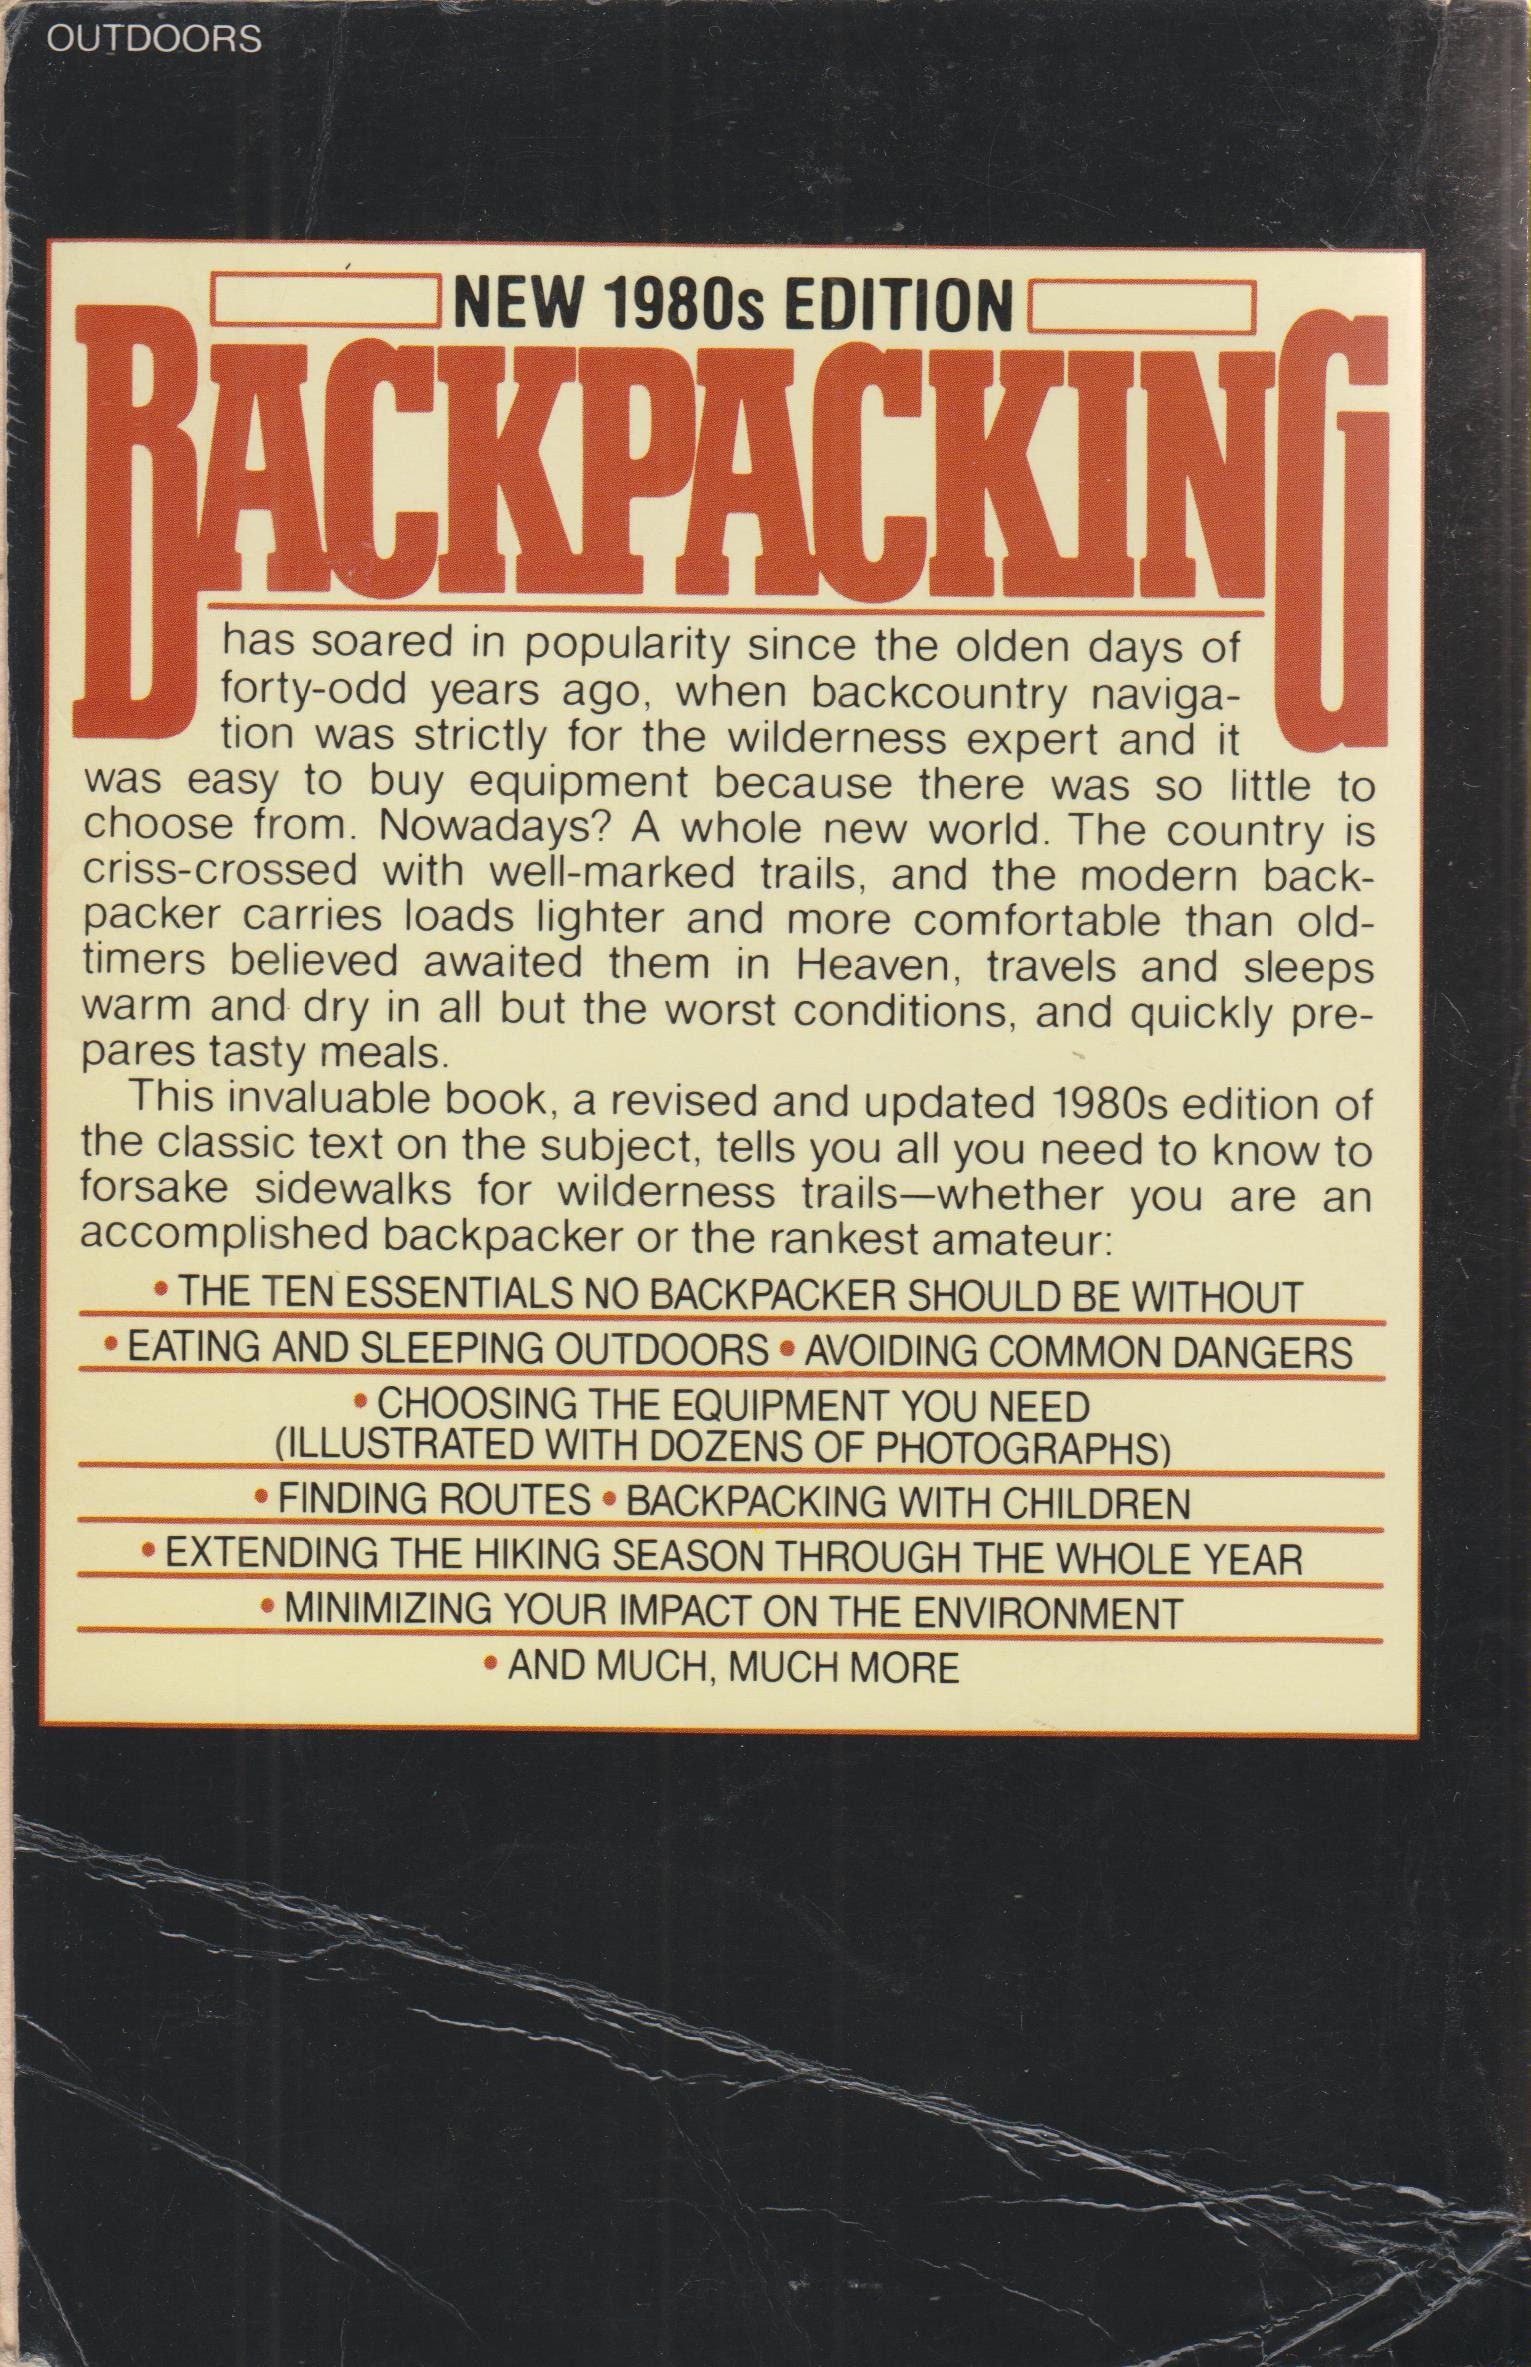 OUTDOORS
NEW 1980s EDITION
BACKPACKING
has soared in popularity since the olden days of
forty-odd years ago, when backcountry naviga-
tion was strictly for the wilderness expert and it
was easy to buy equipment because there was so little to
choose from. Nowadays? A whole new world. The country is
criss-crossed with well-marked trails, and the modern back-
packer carries loads lighter and more comfortable than old-
timers believed awaited them in Heaven, travels and sleeps
warm and dry in all but the worst conditions, and quickly pre-
pares tasty meals.
This invaluable book, a revised and updated 1980s edition of
the classic text on the subject, tells you all you need to know to
forsake sidewalks for wilderness trails—whether you are an
accomplished backpacker or the rankest amateur:
• THE TEN ESSENTIALS NO BACKPACKER SHOULD BE WITHOUT
• EATING AND SLEEPING OUTDOORS • AVOIDING COMMON DANGERS
• CHOOSING THE EQUIPMENT YOU NEED
(ILLUSTRATED WITH DOZENS OF PHOTOGRAPHS)
• FINDING ROUTES • BACKPACKING WITH CHILDREN
• EXTENDING THE HIKING SEASON THROUGH THE WHOLE YEAR
• MINIMIZING YOUR IMPACT ON THE ENVIRONMENT
• AND MUCH, MUCH MORE